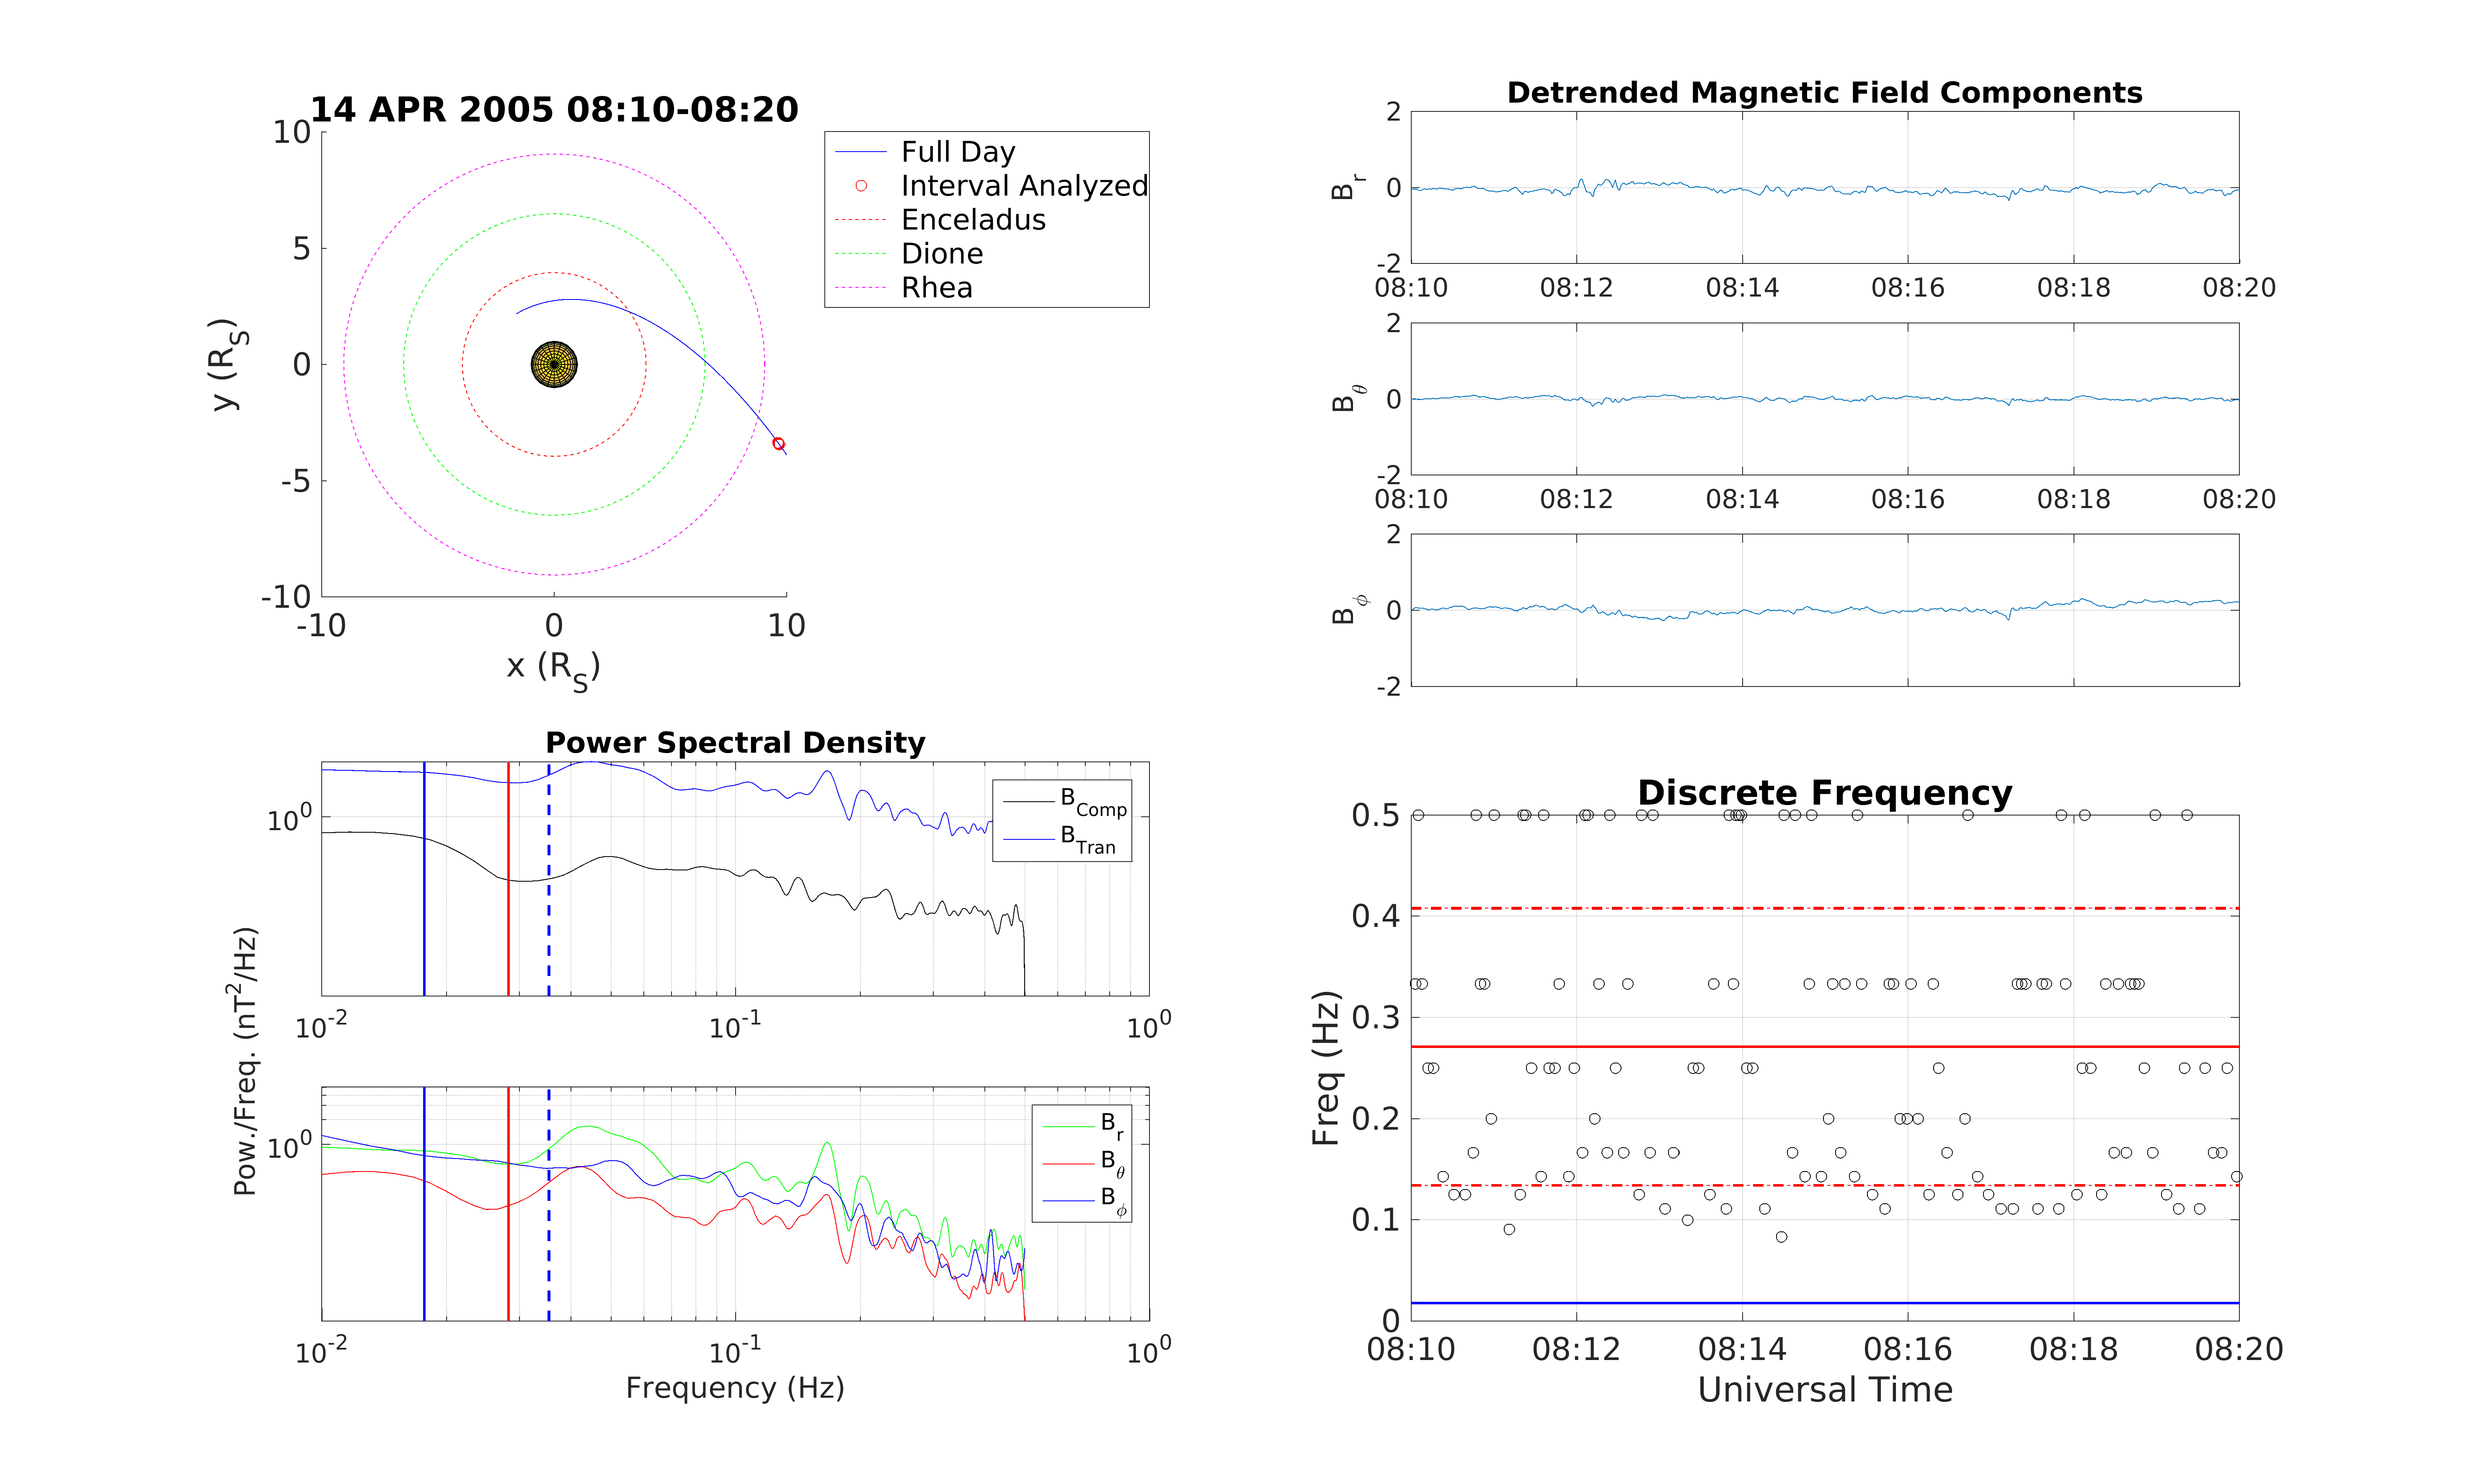 14 APR 2005 08:10-08:20
10
5
0
-5
-10
-10 0 10
y (R_S)
x (R_S)
Full Day
Interval Analyzed
Enceladus
Dione
Rhea
Detrended Magnetic Field Components
2
0
-2
B_r
08:10 08:12 08:14 08:16 08:18 08:20
2
0
-2
B_θ
08:10 08:12 08:14 08:16 08:18 08:20
2
0
-2
B_ϕ
Power Spectral Density
10^0
B_Comp
B_Tran
10^-2 10^-1 10^0
Pow./Freq. (nT^2/Hz)
10^0
B_r
B_θ
B_ϕ
10^-2 10^-1 10^0
Frequency (Hz)
Discrete Frequency
0.5
0.4
0.3
0.2
0.1
0
Freq (Hz)
08:10 08:12 08:14 08:16 08:18 08:20
Universal Time